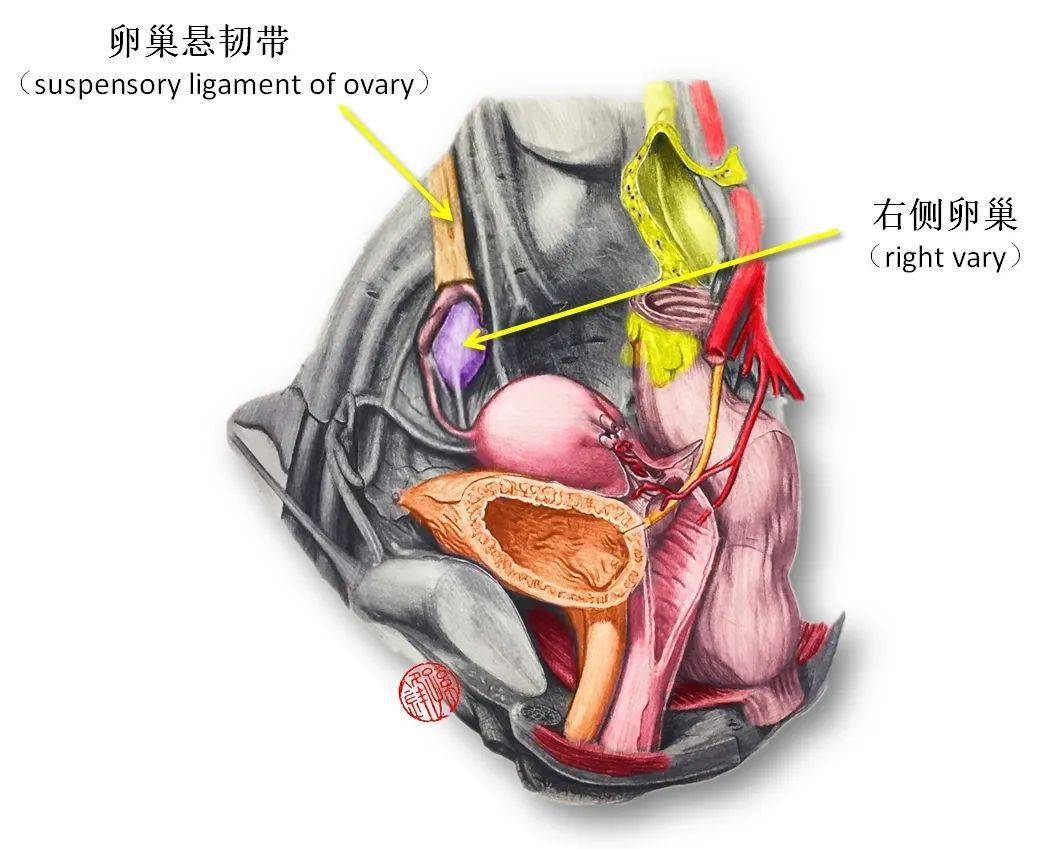 卵巢悬韧带
（suspensory ligament of ovary）
右侧卵巢
（right vary）